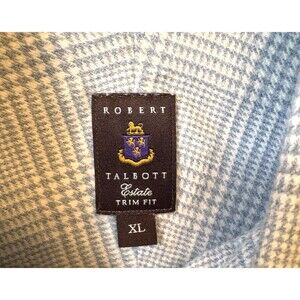 ROBERT
TALBOTT
Estate
TRIM FIT
XL